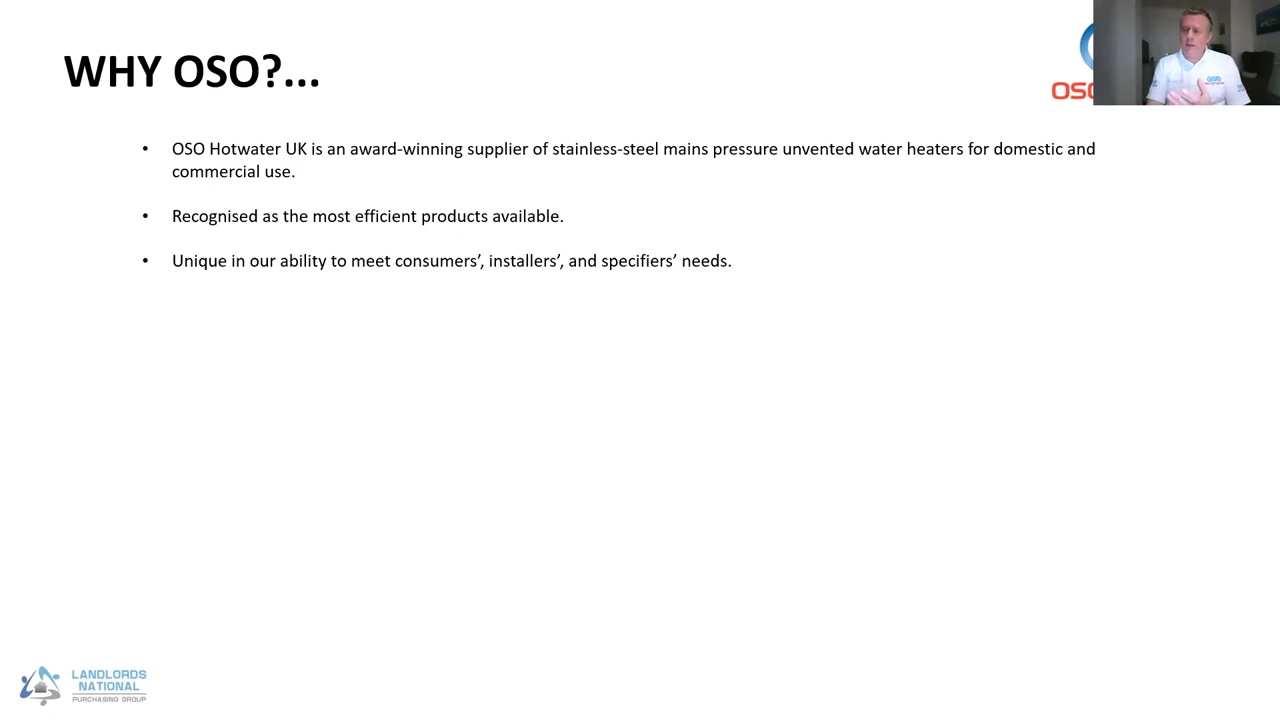 WHY OSO?...
OSO
• OSO Hotwater UK is an award-winning supplier of stainless-steel mains pressure unvented water heaters for domestic and
commercial use.
• Recognised as the most efficient products available.
• Unique in our ability to meet consumers’, installers’, and specifiers’ needs.
LANDLORDS
NATIONAL
PURCHASING GROUP